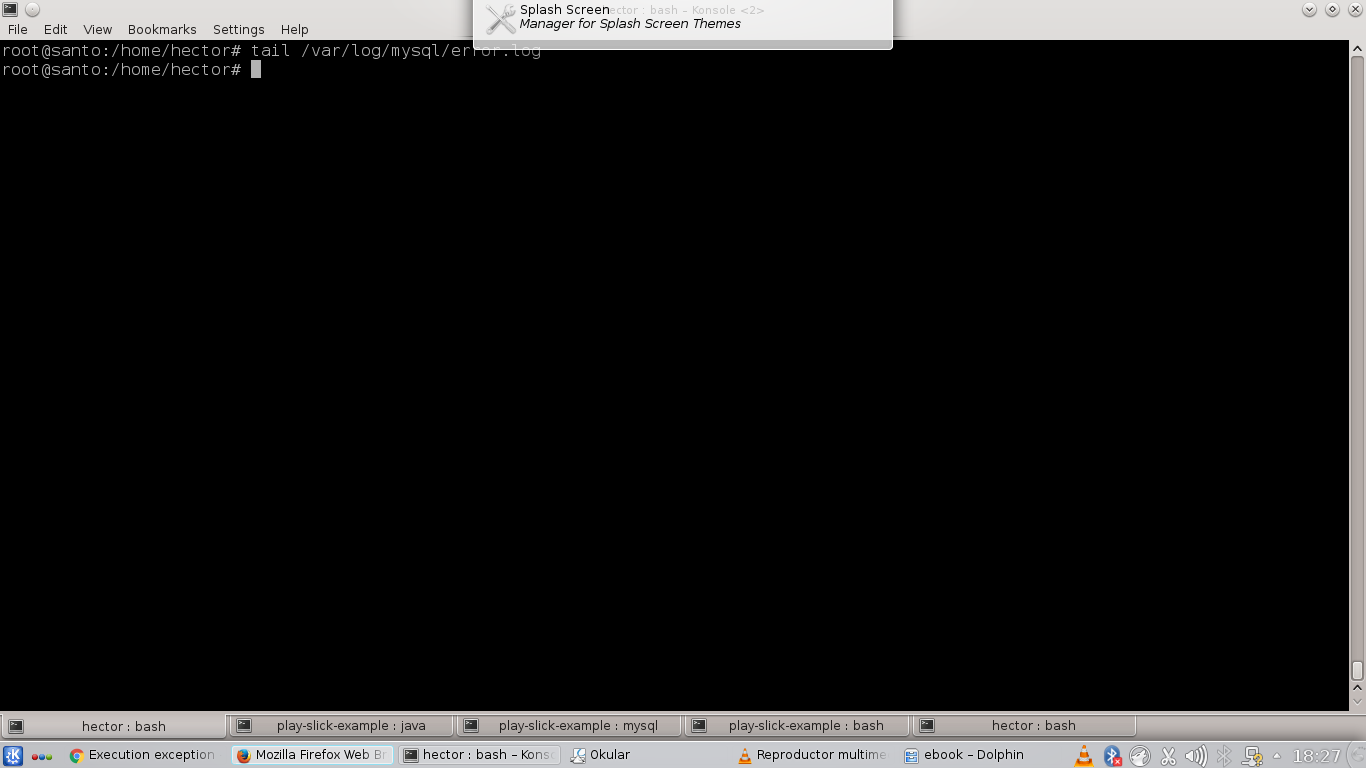 Splash Screen
ector : bash – Konsole <2>
Manager for Splash Screen Themes
File Edit View Bookmarks Settings Help
root@santo:/home/hector# tail /var/log/mysql/error.log
root@santo:/home/hector#
hector : bash play-slick-example : java play-slick-example : mysql play-slick-example : bash hector : bash
Execution exception Mozilla Firefox Web Br hector : bash – Kons Okular Reproductor multime ebook – Dolphin 18:27